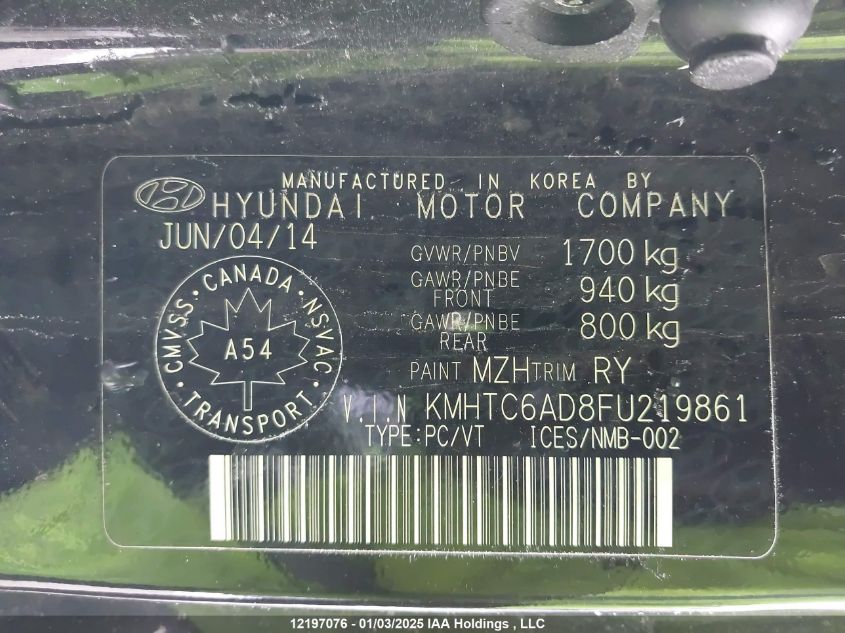 MANUFACTURED IN KOREA BY
HYUNDAI MOTOR COMPANY
JUN/04/14
GVWR/PNBV 1700 kg
GAWR/PNBE FRONT 940 kg
GAWR/PNBE REAR 800 kg
CANADA · NSVAC · TRANSPORT · CMVSS ·
A54
PAINT MZH TRIM RY
V.I.N KMHTC6AD8FU219861
TYPE:PC/VT ICES/NMB-002
12197076 - 01/03/2025 IAA Holdings , LLC